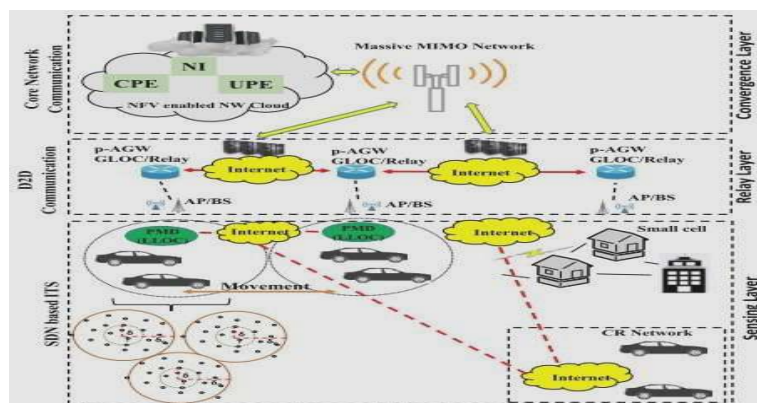 Core Network
Communication
NI
CPE
UPE
NFV enabled NW Cloud
Massive MIMO Network
Convergence Layer
D2D
Communication
p-AGW
GLOC/Relay
Internet
p-AGW
GLOC/Relay
Internet
p-AGW
GLOC/Relay
AP/BS
AP/BS
AP/BS
Relay Layer
SDN based ITS
PMD
(LLOC)
Internet
PMD
(LLOC)
Internet
Small cell
Movement
CR Network
Internet
Sensing Layer